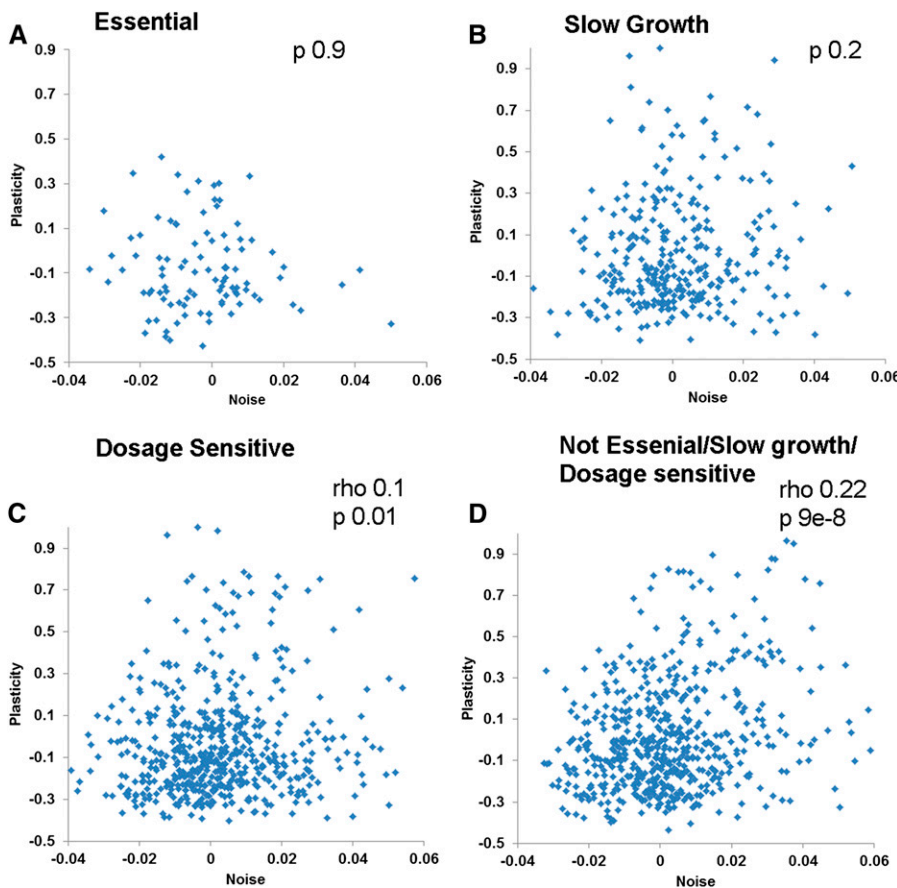 A
Essential
p 0.9
0.9
0.7
0.5
0.3
0.1
-0.1
-0.3
-0.5
Plasticity
-0.04
-0.02
0
0.02
0.04
0.06
Noise
B
Slow Growth
p 0.2
0.9
0.7
0.5
0.3
0.1
-0.1
-0.3
-0.5
Plasticity
-0.04
-0.02
0
0.02
0.04
0.06
Noise
Dosage Sensitive
C
rho 0.1
p 0.01
0.9
0.7
0.5
0.3
0.1
-0.1
-0.3
-0.5
Plasticity
-0.04
-0.02
0
0.02
0.04
0.06
Noise
Not Essenial/Slow growth/
Dosage sensitive
D
rho 0.22
p 9e-8
0.9
0.7
0.5
0.3
0.1
-0.1
-0.3
-0.5
Plasticity
-0.04
-0.02
0
0.02
0.04
0.06
Noise